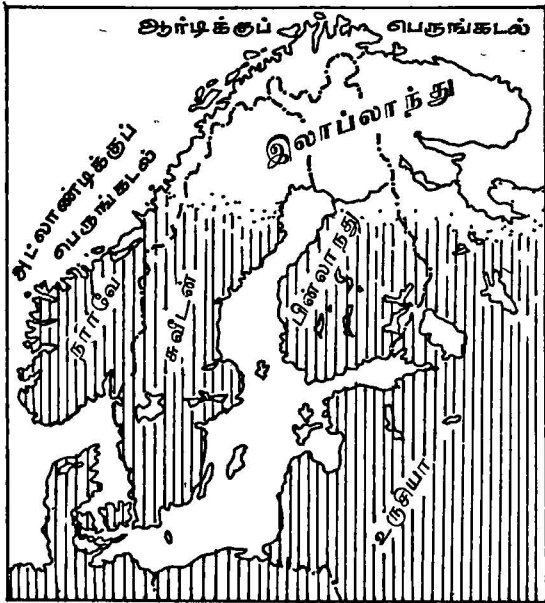 ஆர்டிக்குப் பெருங்கடல்
இலாப்லாந்து
அட்லாண்டிக்குப்
பெருங்கடல்
நார்வே
சுவீடன்
பின்லாந்து
உருசியா